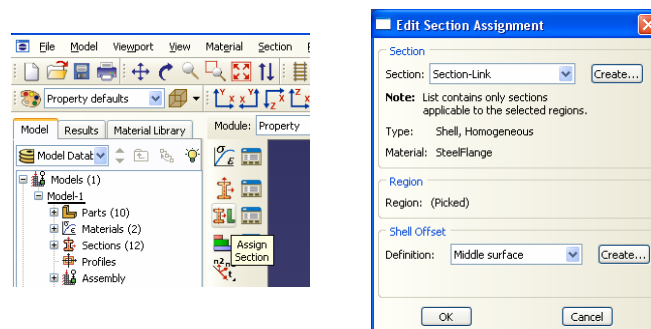 File Model Viewport View Material Section
Property defaults
Model Results Material Library
Module: Property
Model Datab
Models (1)
Model-1
Parts (10)
Materials (2)
Sections (12)
Profiles
Assembly
Assign
Section
Edit Section Assignment
Section
Section: Section-Link Create...
Note: List contains only sections
applicable to the selected regions.
Type: Shell, Homogeneous
Material: SteelFlange
Region
Region: (Picked)
Shell Offset
Definition: Middle surface Create...
OK Cancel